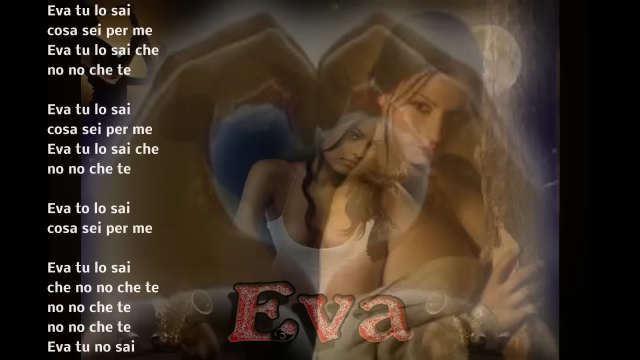 Eva tu lo sai
cosa sei per me
Eva tu lo sai che
no no che te
Eva tu lo sai
cosa sei per me
Eva tu lo sai che
no no che te
Eva to lo sai
cosa sei per me
Eva tu lo sai
che no no che te
no no che te
no no che te
Eva tu no sai
Eva